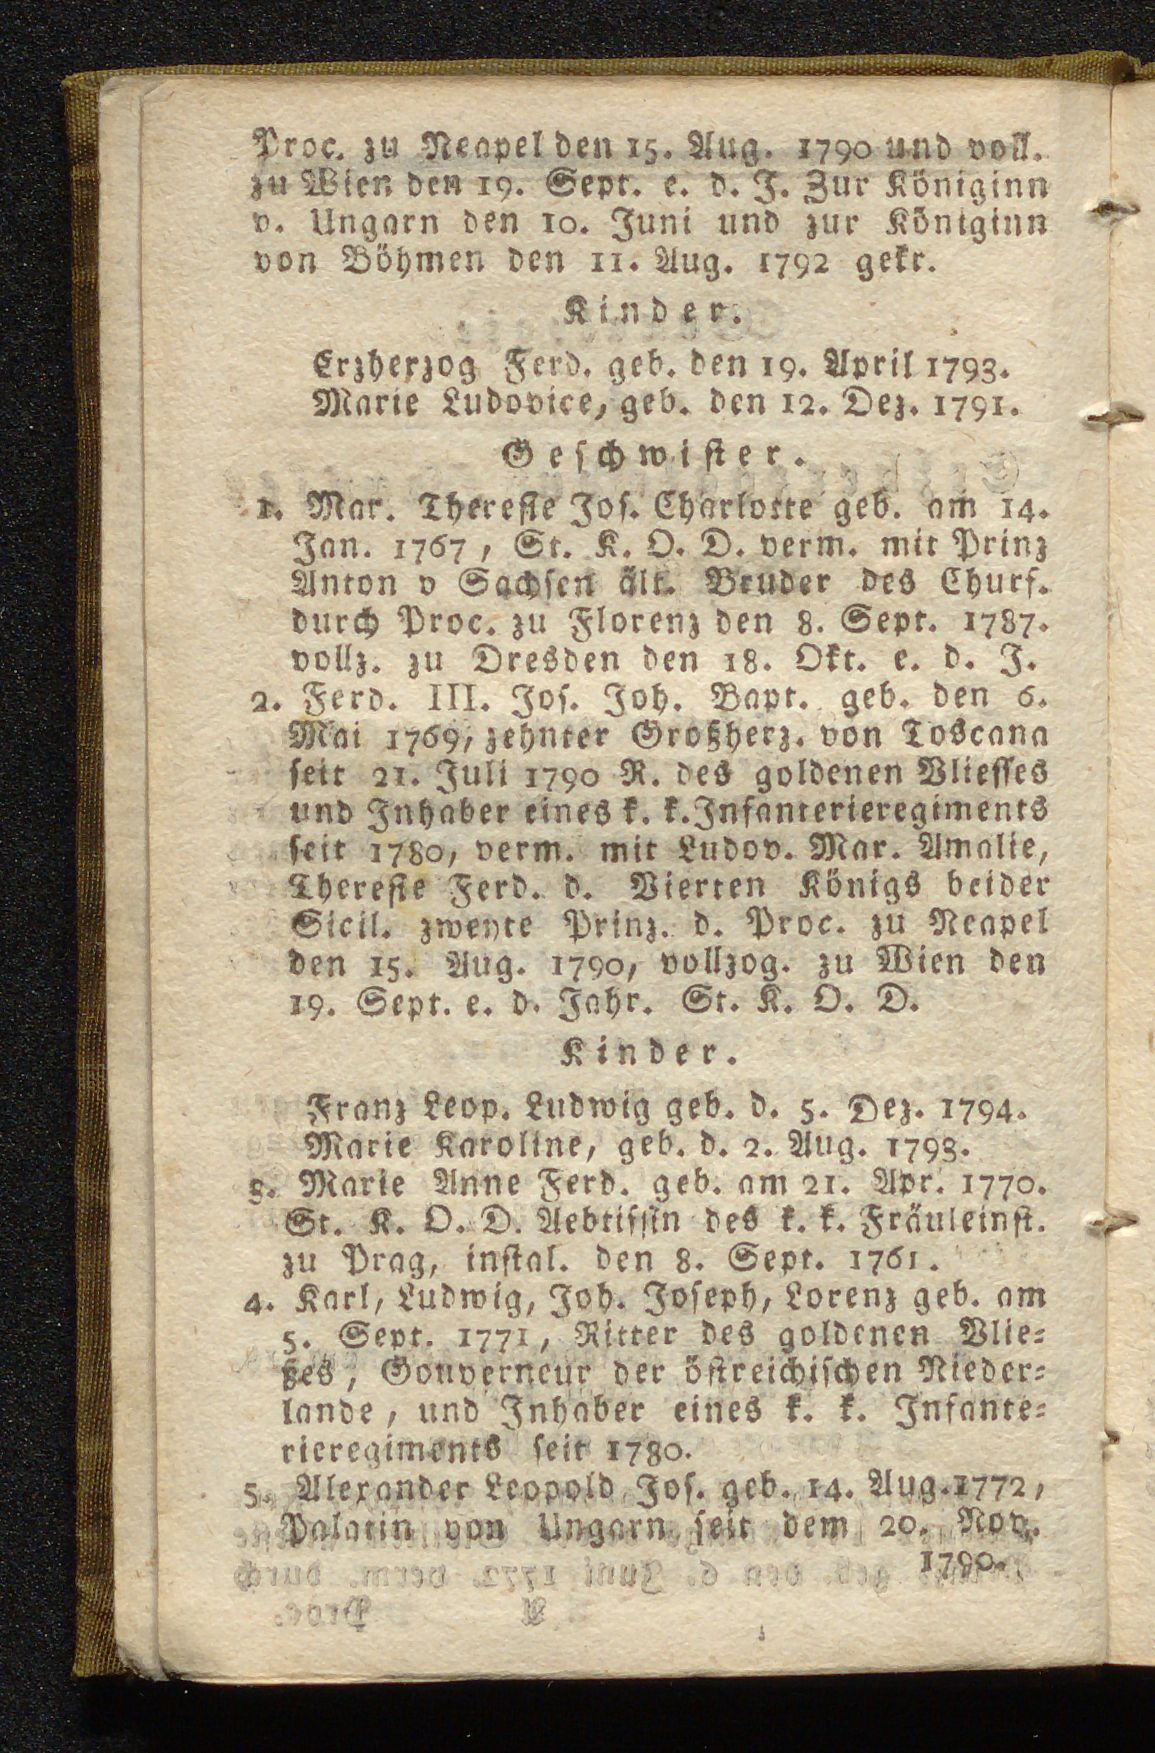 Proc. zu Neapel den 15. Aug. 1790 und voll.
zu Wien den 19. Sept. e. d. J. Zur Königinn
v. Ungarn den 10. Juni und zur Königinn
von Böhmen den 11. Aug. 1792 gekr.
Kinder.
Erzherzog Ferd. geb. den 19. April 1793.
Marie Ludovice, geb. den 12. Dez. 1791.
Geschwister.
1. Mar. Theresie Jos. Charlotte geb. am 14.
Jan. 1767, St. K. O. D. verm. mit Prinz
Anton v Sachsen ält. Bruder des Churf.
durch Proc. zu Florenz den 8. Sept. 1787.
vollz. zu Dresden den 18. Okt. e. d. J.
2. Ferd. III. Jos. Joh. Bapt. geb. den 6.
Mai 1769, zehnter Großherz. von Toscana
seit 21. Juli 1790 R. des goldenen Vliesses
und Inhaber eines k. k. Infanterieregiments
seit 1780, verm. mit Ludov. Mar. Amalie,
Theresie Ferd. d. Vierten Königs beider
Sicil. zweyte Prinz. d. Proc. zu Neapel
den 15. Aug. 1790, vollzog. zu Wien den
19. Sept. e. d. Jahr. St. K. O. D.
Kinder.
Franz Leop. Ludwig geb. d. 5. Dez. 1794.
Marie Karoline, geb. d. 2. Aug. 1793.
3. Marie Anne Ferd. geb. am 21. Apr. 1770.
St. K. O. D. Aebtissin des k. k. Fräuleinst.
zu Prag, instal. den 8. Sept. 1761.
4. Karl, Ludwig, Joh. Joseph, Lorenz geb. am
5. Sept. 1771, Ritter des goldenen Vlie-
ßes, Gouverneur der östreichischen Nieder-
lande, und Inhaber eines k. k. Infante-
rieregiments seit 1780.
5. Alexander Leopold Jos. geb. 14. Aug. 1772,
Palatin von Ungarn seit dem 20. Nov.
1790.